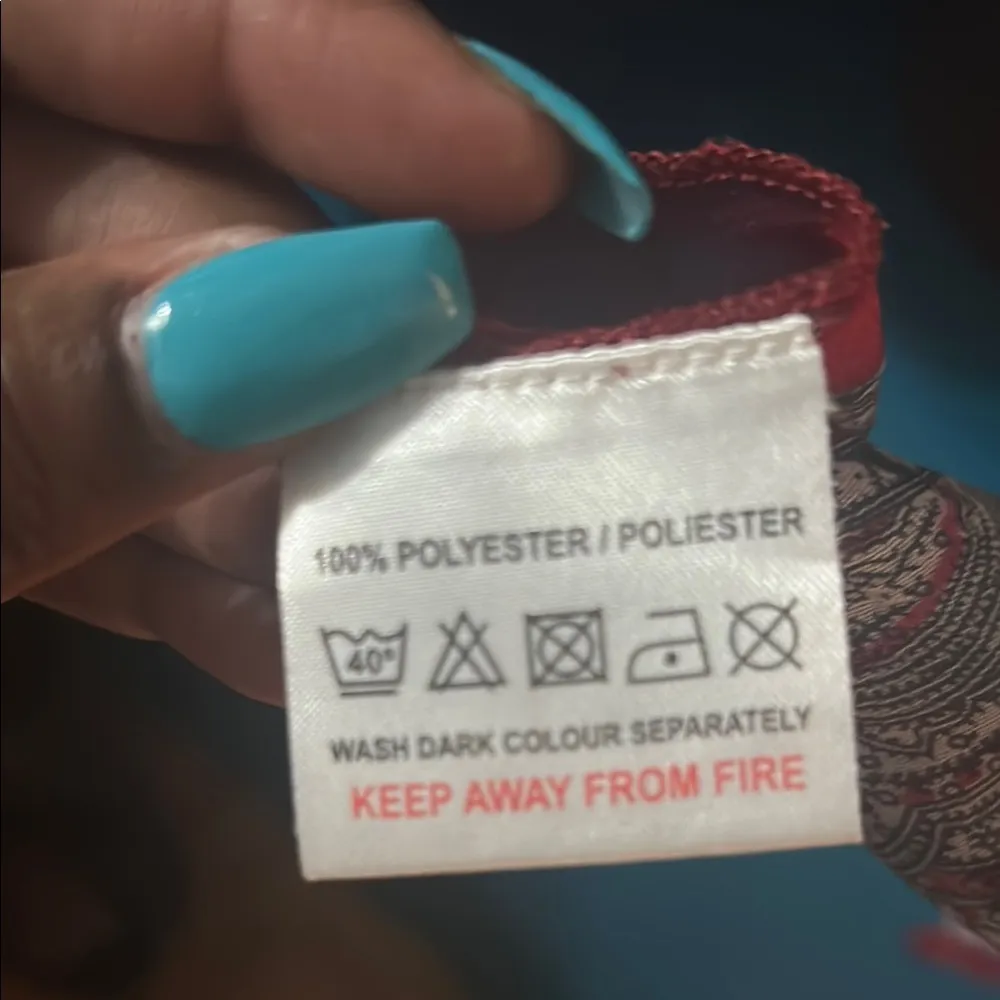 100% POLYESTER / POLIESTER
40°
WASH DARK COLOUR SEPARATELY
KEEP AWAY FROM FIRE